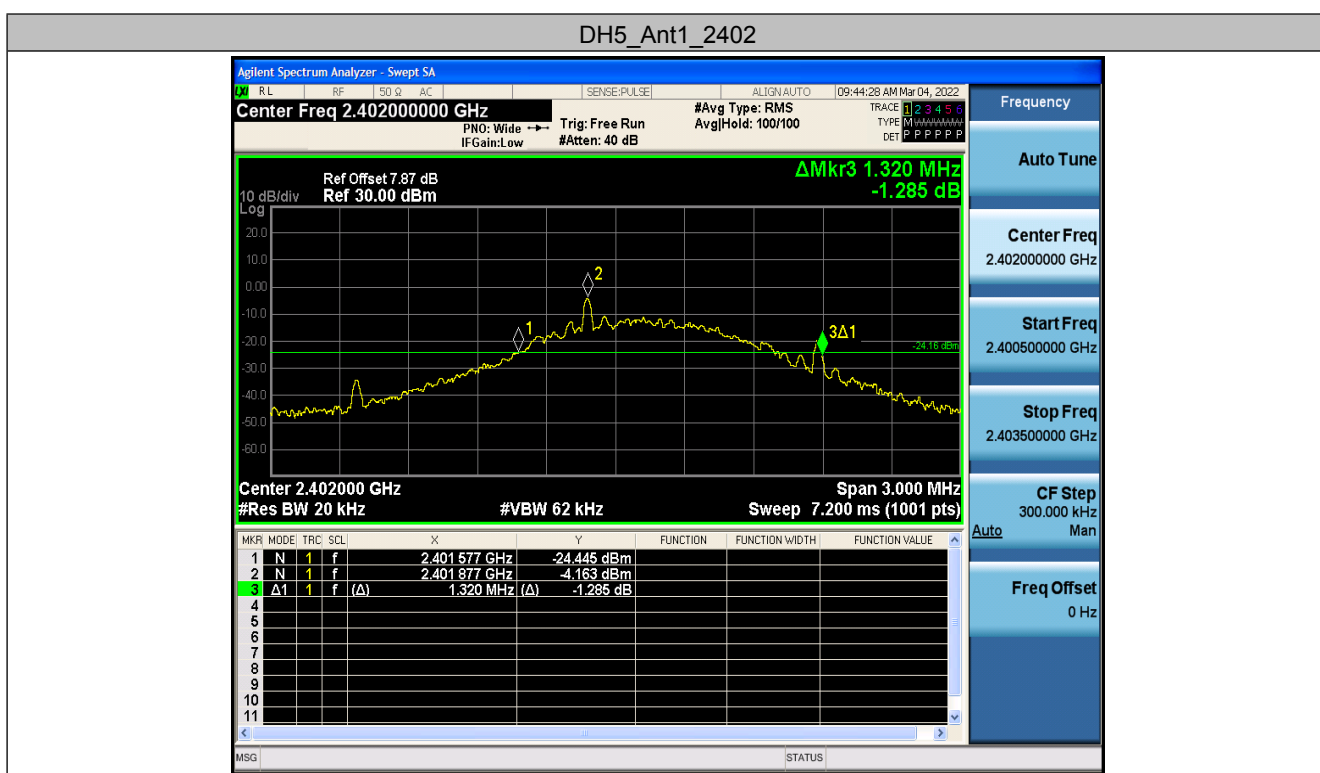 DH5_Ant1_2402
Agilent Spectrum Analyzer - Swept SA
LXI RL RF 50 Ω AC SENSE:PULSE ALIGN AUTO 09:44:28 AM Mar 04, 2022
Center Freq 2.402000000 GHz
PNO: Wide
IFGain:Low
Trig: Free Run
#Atten: 40 dB
#Avg Type: RMS
Avg|Hold: 100/100
TRACE 1 2 3 4 5 6
TYPE M WWWWW
DET P P P P P P
ΔMkr3 1.320 MHz
-1.285 dB
Ref Offset 7.87 dB
10 dB/div Ref 30.00 dBm
Log
20.0
10.0
0.00
-10.0
-20.0
-30.0
-40.0
-50.0
-60.0
1
2
3Δ1
-24.16 dBm
Center 2.402000 GHz Span 3.000 MHz
#Res BW 20 kHz #VBW 62 kHz Sweep 7.200 ms (1001 pts)
MKR MODE TRC SCL X Y FUNCTION FUNCTION WIDTH FUNCTION VALUE
1 N 1 f 2.401 577 GHz -24.445 dBm
2 N 1 f 2.401 877 GHz -4.163 dBm
3 Δ1 1 f (Δ) 1.320 MHz (Δ) -1.285 dB
4
5
6
7
8
9
10
11
MSG STATUS
Frequency
Auto Tune
Center Freq
2.402000000 GHz
Start Freq
2.400500000 GHz
Stop Freq
2.403500000 GHz
CF Step
300.000 kHz
Auto Man
Freq Offset
0 Hz